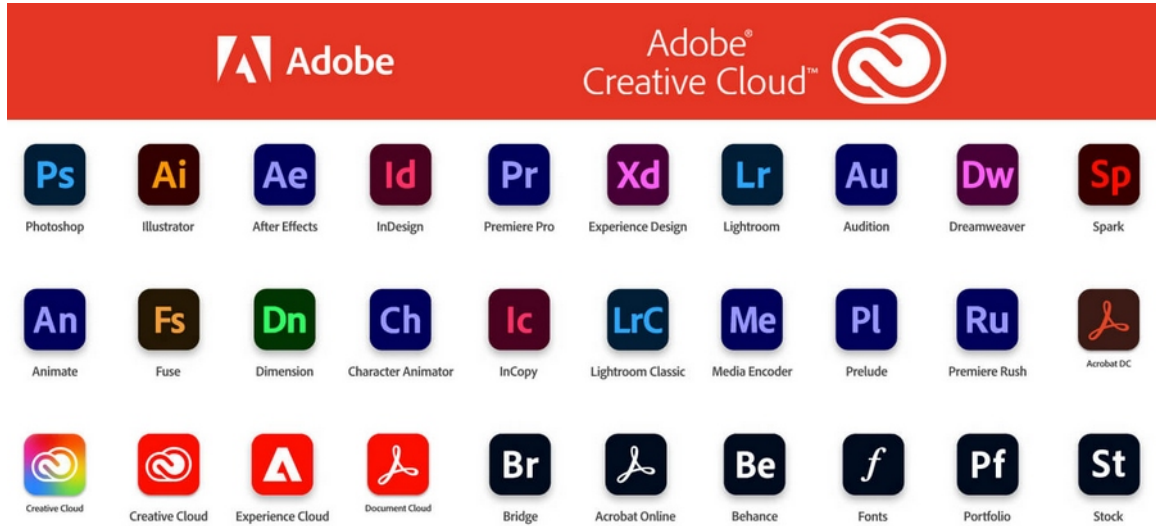 Adobe
Adobe®
Creative Cloud™
Ps Ai Ae Id Pr Xd Lr Au Dw Sp
Photoshop Illustrator After Effects InDesign Premiere Pro Experience Design Lightroom Audition Dreamweaver Spark
An Fs Dn Ch Ic LrC Me Pl Ru
Animate Fuse Dimension Character Animator InCopy Lightroom Classic Media Encoder Prelude Premiere Rush Acrobat DC
Br Be f Pf St
Creative Cloud Creative Cloud Experience Cloud Document Cloud Bridge Acrobat Online Behance Fonts Portfolio Stock